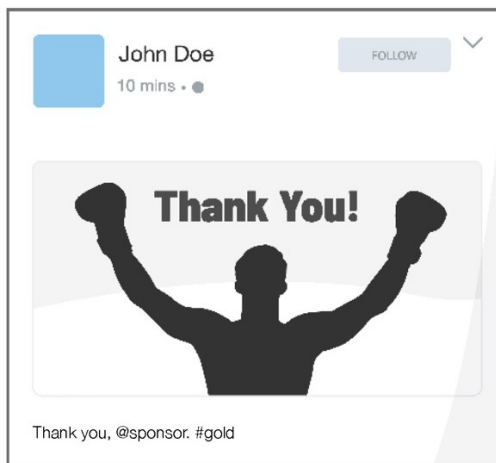 John Doe
FOLLOW
10 mins •
Thank You!
Thank you, @sponsor. #gold